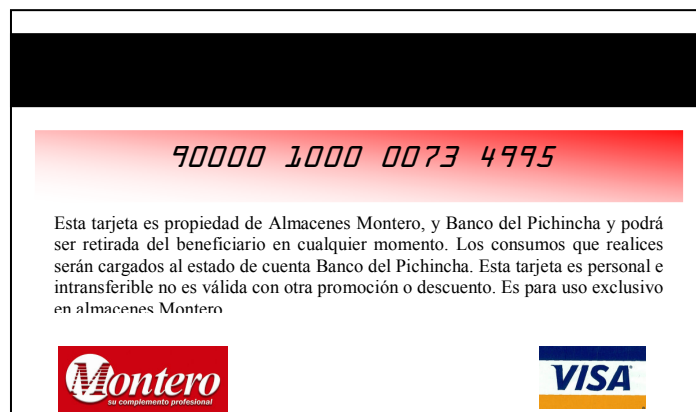 90000 1000 0073 4995
Esta tarjeta es propiedad de Almacenes Montero, y Banco del Pichincha y podrá
ser retirada del beneficiario en cualquier momento. Los consumos que realices
serán cargados al estado de cuenta Banco del Pichincha. Esta tarjeta es personal e
intransferible no es válida con otra promoción o descuento. Es para uso exclusivo
en almacenes Montero
Montero
su complemento profesional
VISA